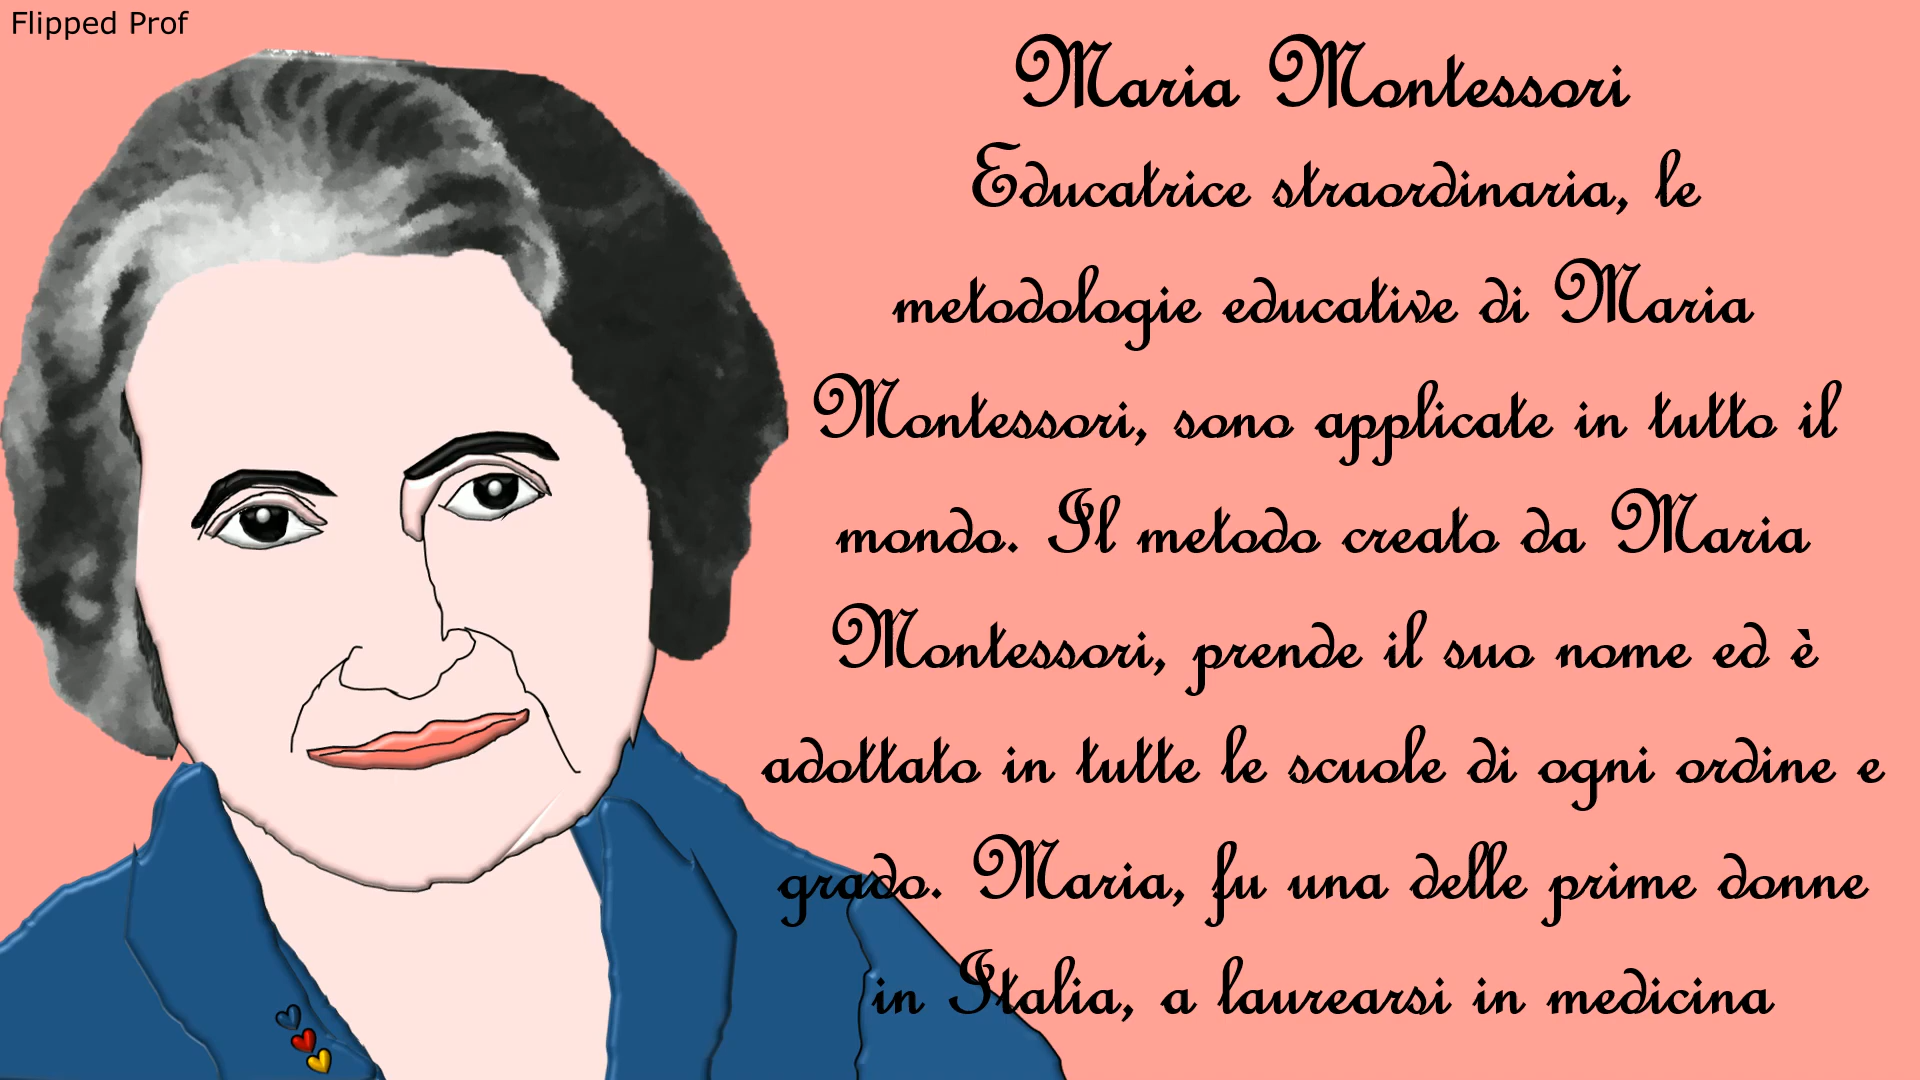 Flipped Prof
Maria Montessori
Educatrice straordinaria, le
metodologie educative di Maria
Montessori, sono applicate in tutto il
mondo. Il metodo creato da Maria
Montessori, prende il suo nome ed è
adottato in tutte le scuole di ogni ordine e
grado. Maria, fu una delle prime donne
in Italia, a laurearsi in medicina